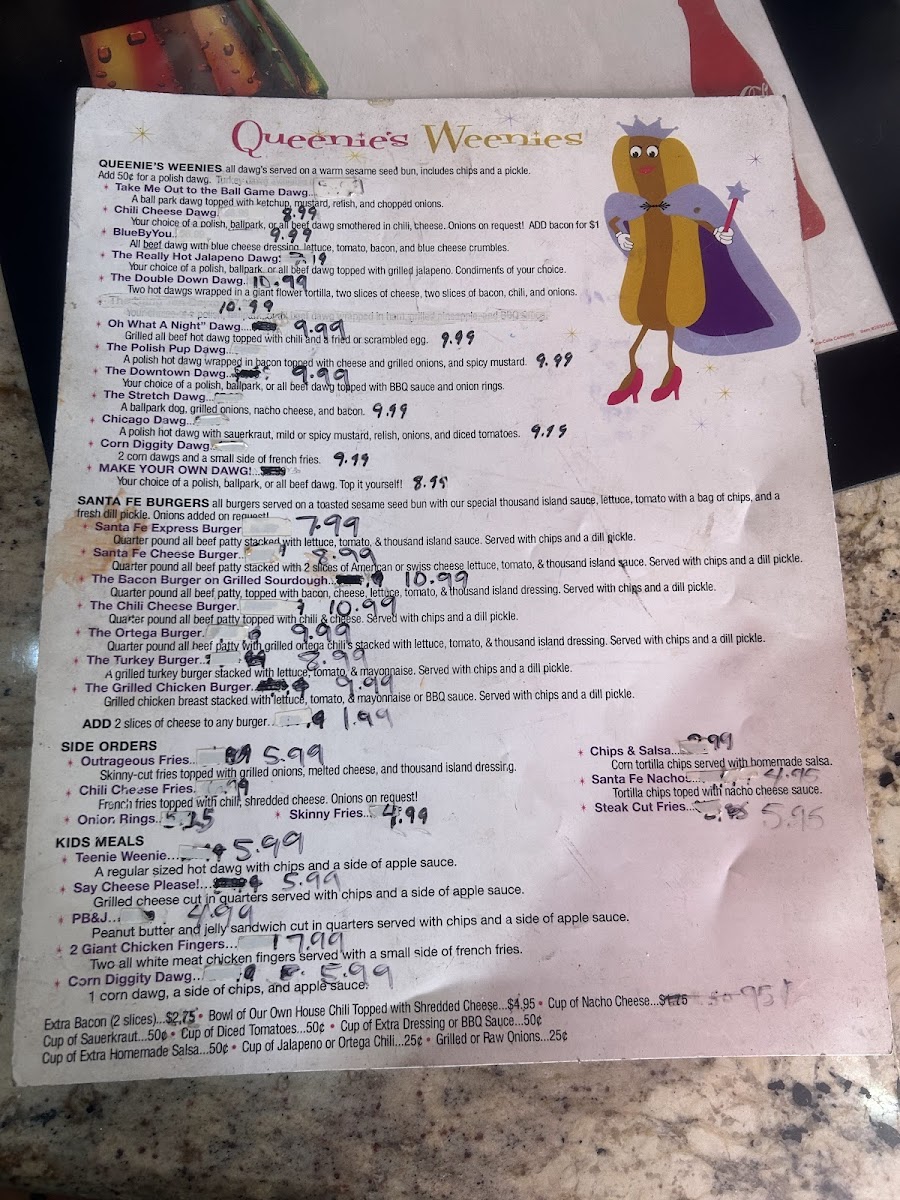 Queenie's Weenies
QUEENIE'S WEENIES all dawg's served on a warm sesame seed bun, includes chips and a pickle.
Add 50¢ for a polish dawg.
Take Me Out to the Ball Game Dawg...
A ball park dawg topped with ketchup, mustard, relish, and chopped onions.
Chili Cheese Dawg. 8.99
Your choice of a polish, ballpark, or all beef dawg smothered in chili, cheese. Onions on request! ADD bacon for $1
BlueByYou. 9.99
All beef dawg with blue cheese dressing, lettuce, tomato, bacon, and blue cheese crumbles.
The Really Hot Jalapeno Dawg!
Your choice of a polish, ballpark, or all beef dawg topped with grilled jalapeno. Condiments of your choice.
The Double Down Dawg. 10.99
Two hot dawgs wrapped in a giant flower tortilla, two slices of cheese, two slices of bacon, chili, and onions.
10.99
Oh What A Night" Dawg... 9.99
Grilled all beef hot dawg topped with chili and a fried or scrambled egg. 9.99
The Polish Pup Dawg...
A polish hot dawg wrapped in bacon topped with cheese and grilled onions, and spicy mustard. 9.99
The Downtown Dawg.. 9.99
Your choice of a polish, ballpark, or all beef dawg topped with BBQ sauce and onion rings.
The Stretch Dawg...
A ballpark dog, grilled onions, nacho cheese, and bacon. 9.99
Chicago Dawg...
A polish hot dawg with sauerkraut, mild or spicy mustard, relish, onions, and diced tomatoes. 9.99
Corn Diggity Dawg
2 corn dawgs and a small side of french fries. 9.99
MAKE YOUR OWN DAWG!...
Your choice of a polish, ballpark, or all beef dawg. Top it yourself! 8.99
SANTA FE BURGERS all burgers served on a toasted sesame seed bun with our special thousand island sauce, lettuce, tomato with a bag of chips, and a
fresh dill pickle. Onions added on request!
Santa Fe Express Burger 7.99
Quarter pound all beef patty stacked with lettuce, tomato, & thousand island sauce. Served with chips and a dill pickle.
Santa Fe Cheese Burger.. 8.99
Quarter pound all beef patty stacked with 2 slices of American or swiss cheese lettuce, tomato, & thousand island sauce. Served with chips and a dill pickle.
The Bacon Burger on Grilled Sourdough... 10.99
Quarter pound all beef patty, topped with bacon, cheese, lettuce, tomato, & thousand island dressing. Served with chips and a dill pickle.
The Chili Cheese Burger. 10.99
Quarter pound all beef patty topped with chili & cheese. Served with chips and a dill pickle.
The Ortega Burger. 9.99
Quarter pound all beef patty with grilled ortega chili's stacked with lettuce, tomato, & thousand island dressing. Served with chips and a dill pickle.
The Turkey Burger.. 8.99
A grilled turkey burger stacked with lettuce, tomato, & mayonnaise. Served with chips and a dill pickle.
The Grilled Chicken Burger. 9.99
Grilled chicken breast stacked with lettuce, tomato, & mayonnaise or BBQ sauce. Served with chips and a dill pickle.
ADD 2 slices of cheese to any burger. 1.99
SIDE ORDERS
Outrageous Fries... 5.99
Skinny-cut fries topped with grilled onions, melted cheese, and thousand island dressing.
Chili Cheese Fries.
French fries topped with chili, shredded cheese. Onions on request!
Onion Rings.
Skinny Fries.. 4.99
Chips & Salsa...
Corn tortilla chips served with homemade salsa.
Santa Fe Nachos... 4.95
Tortilla chips toped with nacho cheese sauce.
Steak Cut Fries... 5.95
KIDS MEALS
Teenie Weenie... 5.99
A regular sized hot dawg with chips and a side of apple sauce.
Say Cheese Please!... 5.99
Grilled cheese cut in quarters served with chips and a side of apple sauce.
PB&J... 4.99
Peanut butter and jelly sandwich cut in quarters served with chips and a side of apple sauce.
2 Giant Chicken Fingers... 7.99
Two all white meat chicken fingers served with a small side of french fries.
Corn Diggity Dawg... 5.99
1 corn dawg, a side of chips, and apple sauce.
Extra Bacon (2 slices)...$2.75 • Bowl of Our Own House Chili Topped with Shredded Cheese...$4.95 • Cup of Nacho Cheese...$1.75
Cup of Sauerkraut...50¢ • Cup of Diced Tomatoes...50¢ • Cup of Extra Dressing or BBQ Sauce...50¢
Cup of Extra Homemade Salsa...50¢ • Cup of Jalapeno or Ortega Chili...25¢ • Grilled or Raw Onions...25¢